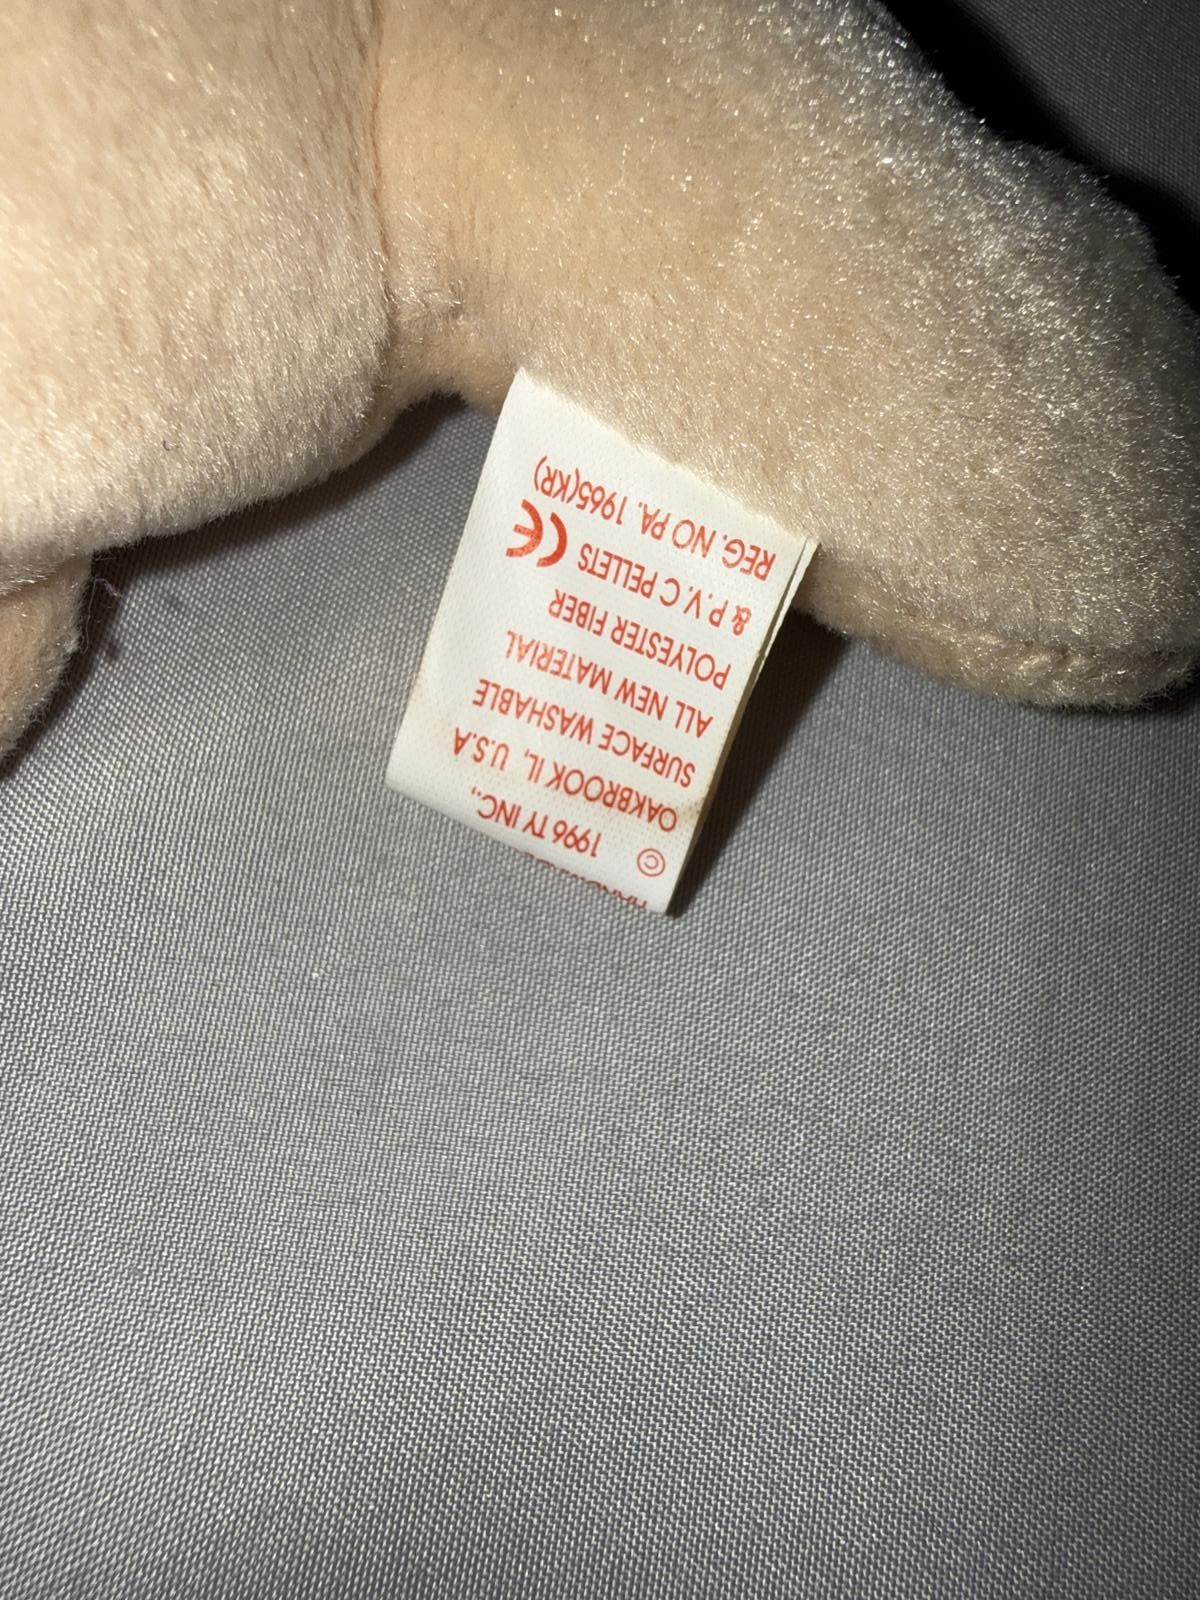 © 1996 TY INC.,
OAKBROOK IL, U.S.A
SURFACE WASHABLE
ALL NEW MATERIAL
POLYESTER FIBER
& P.V. C PELLETS CE
REG. NO PA. 1965(KR)